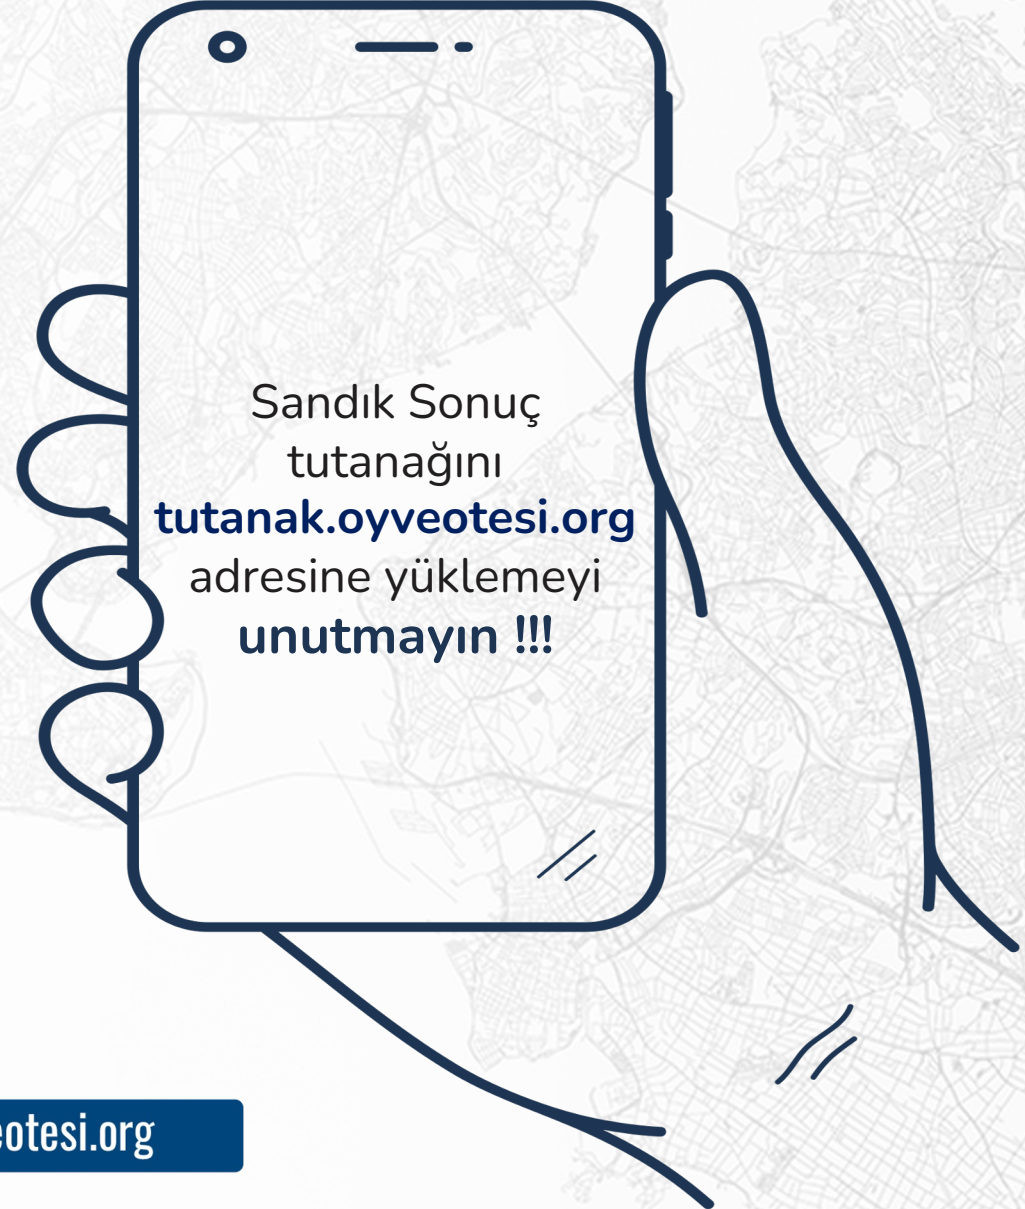 Sandık Sonuç
tutanağını
tutanak.oyveotesi.org
adresine yüklemeyi
unutmayın !!!
eotesi.org